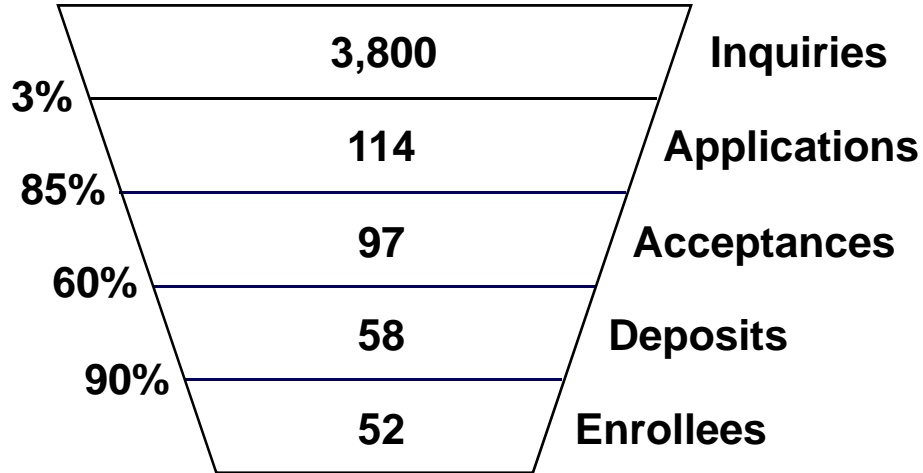 3,800 Inquiries
3%
114 Applications
85%
97 Acceptances
60%
58 Deposits
90%
52 Enrollees